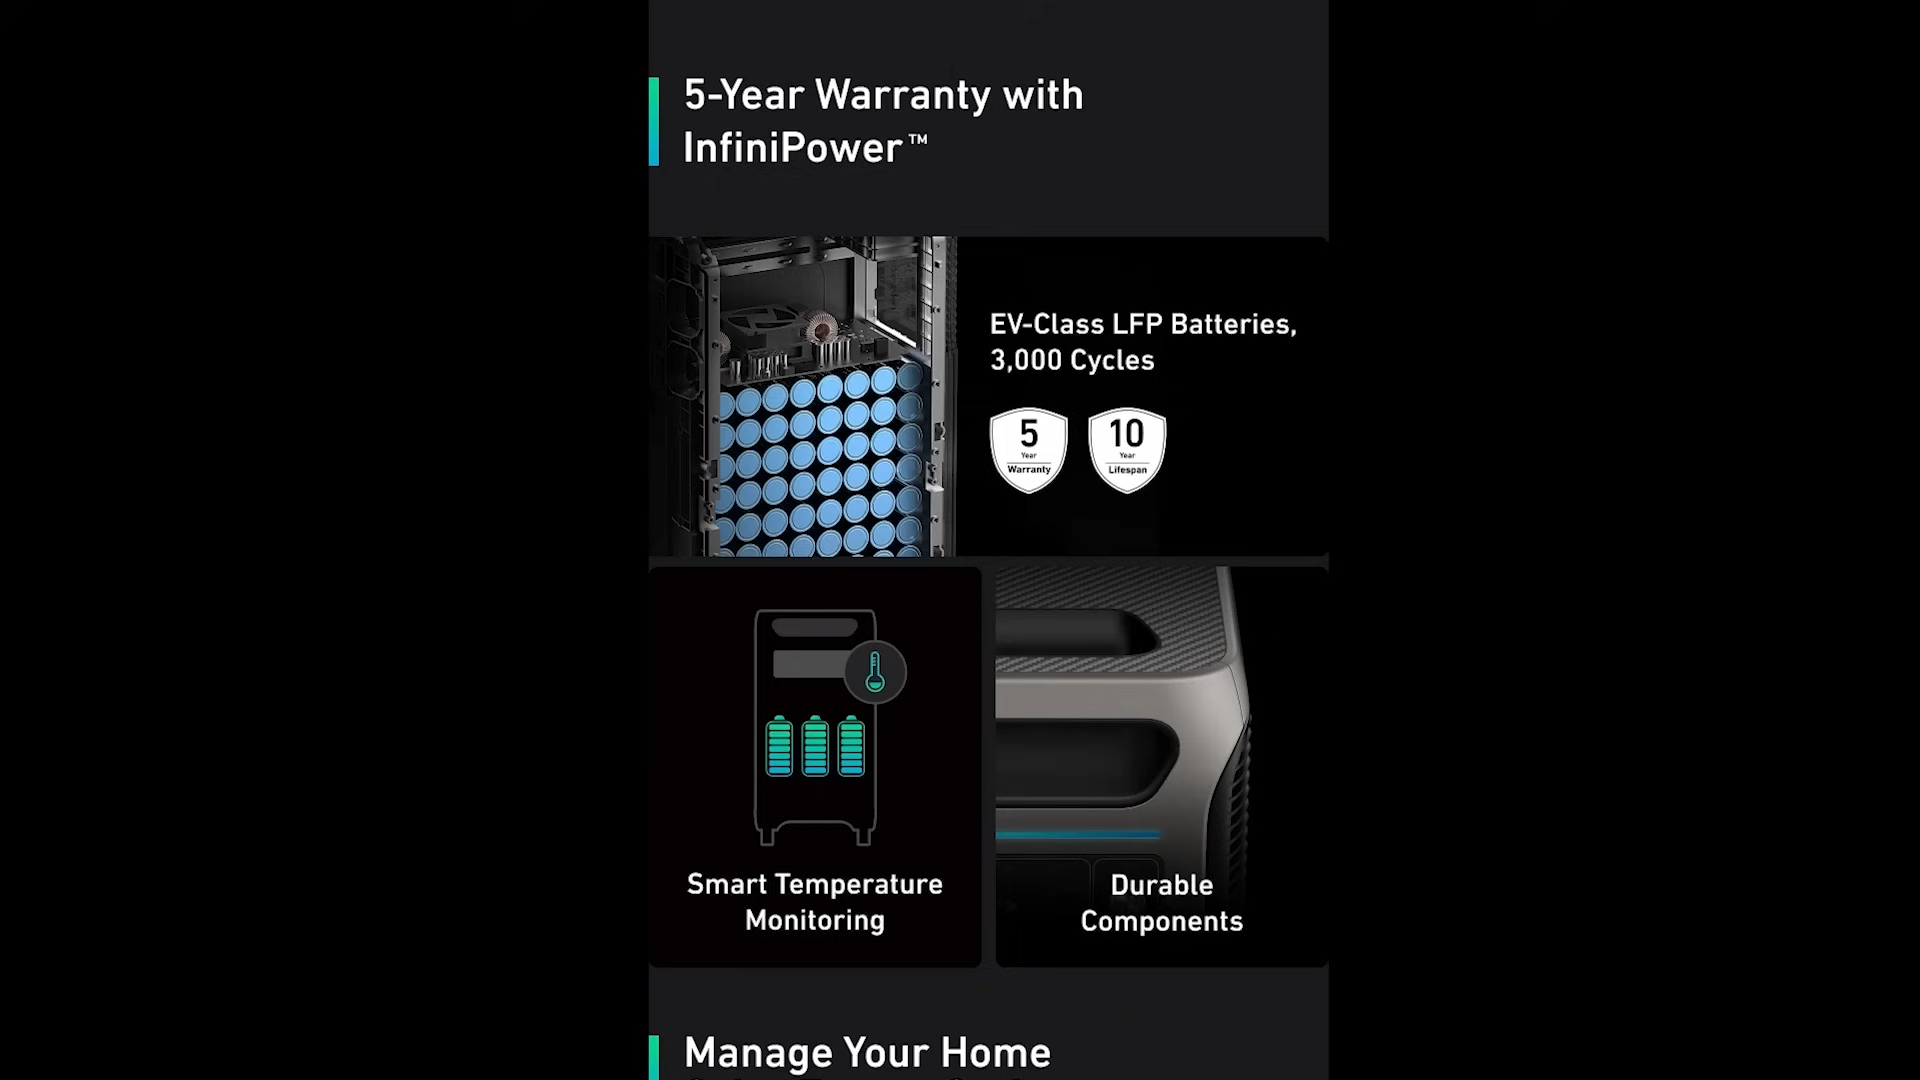 5-Year Warranty with
InfiniPower™
EV-Class LFP Batteries,
3,000 Cycles
5
Year
Warranty
10
Year
Lifespan
Smart Temperature
Monitoring
Durable
Components
Manage Your Home